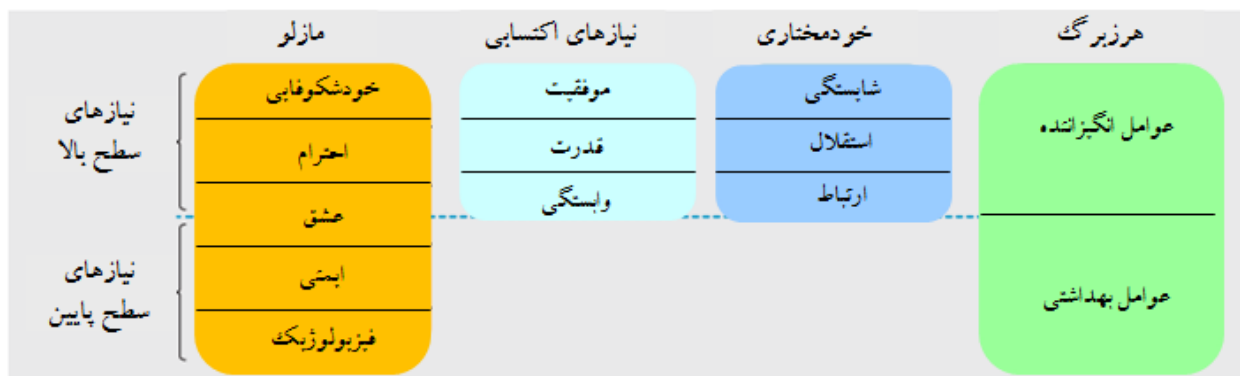 هرزبرگ
خودمختاری
نیازهای اکتسابی
مازلو
عوامل انگیزاننده
عوامل بهداشتی
شایستگی
استقلال
ارتباط
موفقیت
قدرت
وابستگی
خودشکوفایی
احترام
عشق
ایمنی
فیزیولوژیک
نیازهای
سطح بالا
نیازهای
سطح پایین